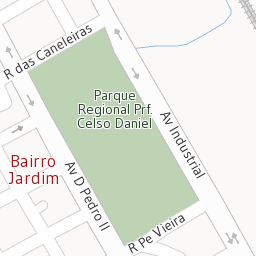 R das Caneleiras
Parque
Regional Prf.
Celso Daniel
Av Industrial
Bairro
Jardim
Av D Pedro II
R Pe Vieira